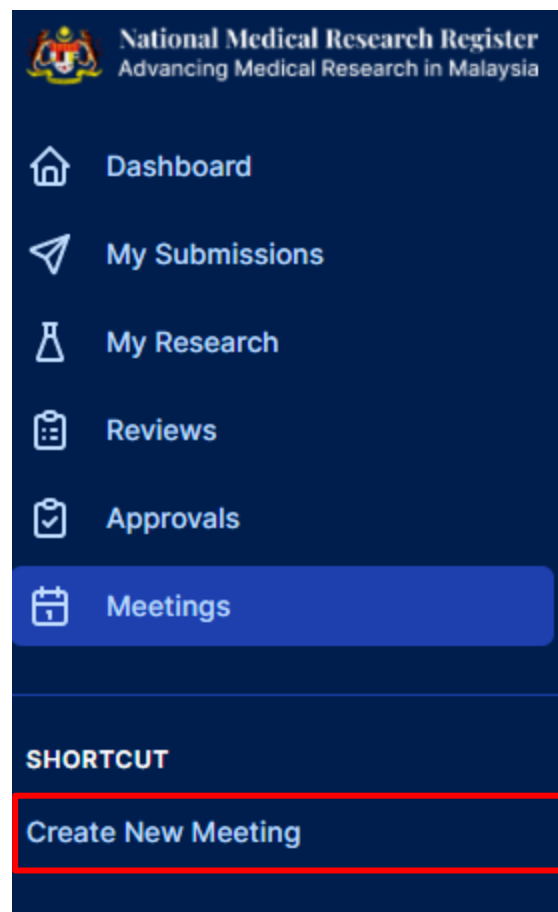 National Medical Research Register
Advancing Medical Research in Malaysia
Dashboard
My Submissions
My Research
Reviews
Approvals
Meetings
SHORTCUT
Create New Meeting